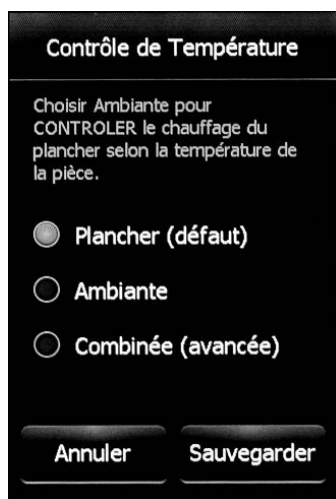 Contrôle de Température
Choisir Ambiante pour
CONTROLER le chauffage du
plancher selon la température de
la pièce.
Plancher (défaut)
Ambiante
Combinée (avancée)
Annuler
Sauvegarder